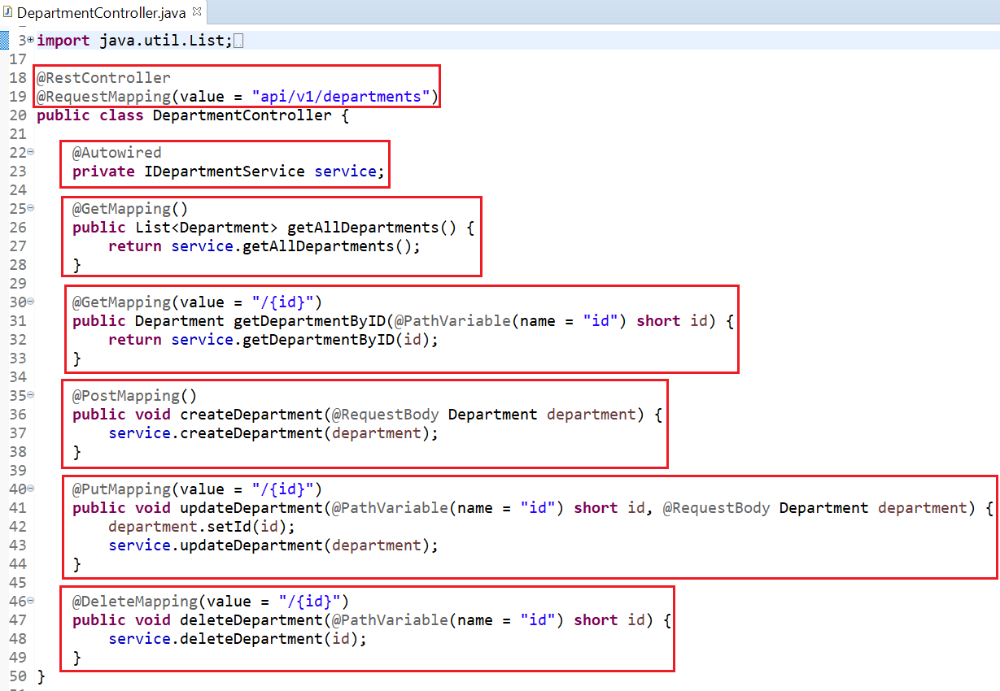 DepartmentController.java
3 import java.util.List;
17
18 @RestController
19 @RequestMapping(value = "api/v1/departments")
20 public class DepartmentController {
21
22 @Autowired
23 private IDepartmentService service;
24
25 @GetMapping()
26 public List<Department> getAllDepartments() {
27 return service.getAllDepartments();
28 }
29
30 @GetMapping(value = "/{id}")
31 public Department getDepartmentByID(@PathVariable(name = "id") short id) {
32 return service.getDepartmentByID(id);
33 }
34
35 @PostMapping()
36 public void createDepartment(@RequestBody Department department) {
37 service.createDepartment(department);
38 }
39
40 @PutMapping(value = "/{id}")
41 public void updateDepartment(@PathVariable(name = "id") short id, @RequestBody Department department) {
42 department.setId(id);
43 service.updateDepartment(department);
44 }
45
46 @DeleteMapping(value = "/{id}")
47 public void deleteDepartment(@PathVariable(name = "id") short id) {
48 service.deleteDepartment(id);
49 }
50 }